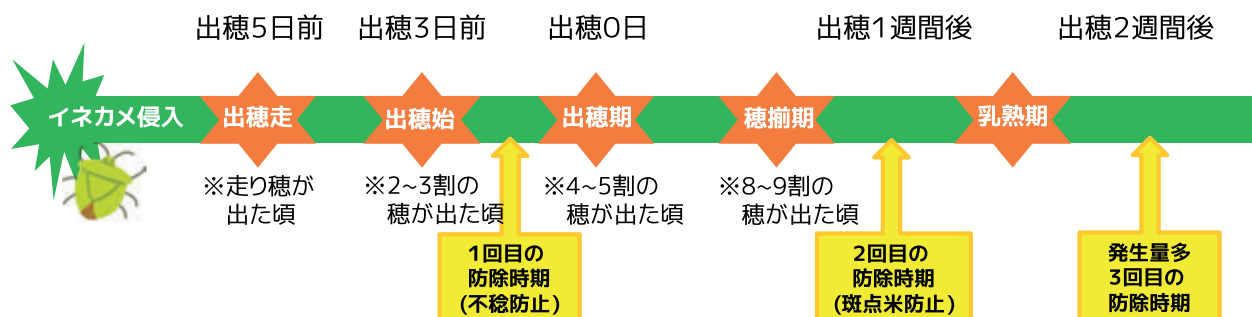 出穂5日前
出穂3日前
出穂0日
出穂1週間後
出穂2週間後
イネカメ侵入
出穂走
出穂始
出穂期
穂揃期
乳熟期
※走り穂が
出た頃
※2~3割の
穂が出た頃
※4~5割の
穂が出た頃
※8~9割の
穂が出た頃
1回目の
防除時期
(不稔防止)
2回目の
防除時期
(斑点米防止)
発生量多
3回目の
防除時期